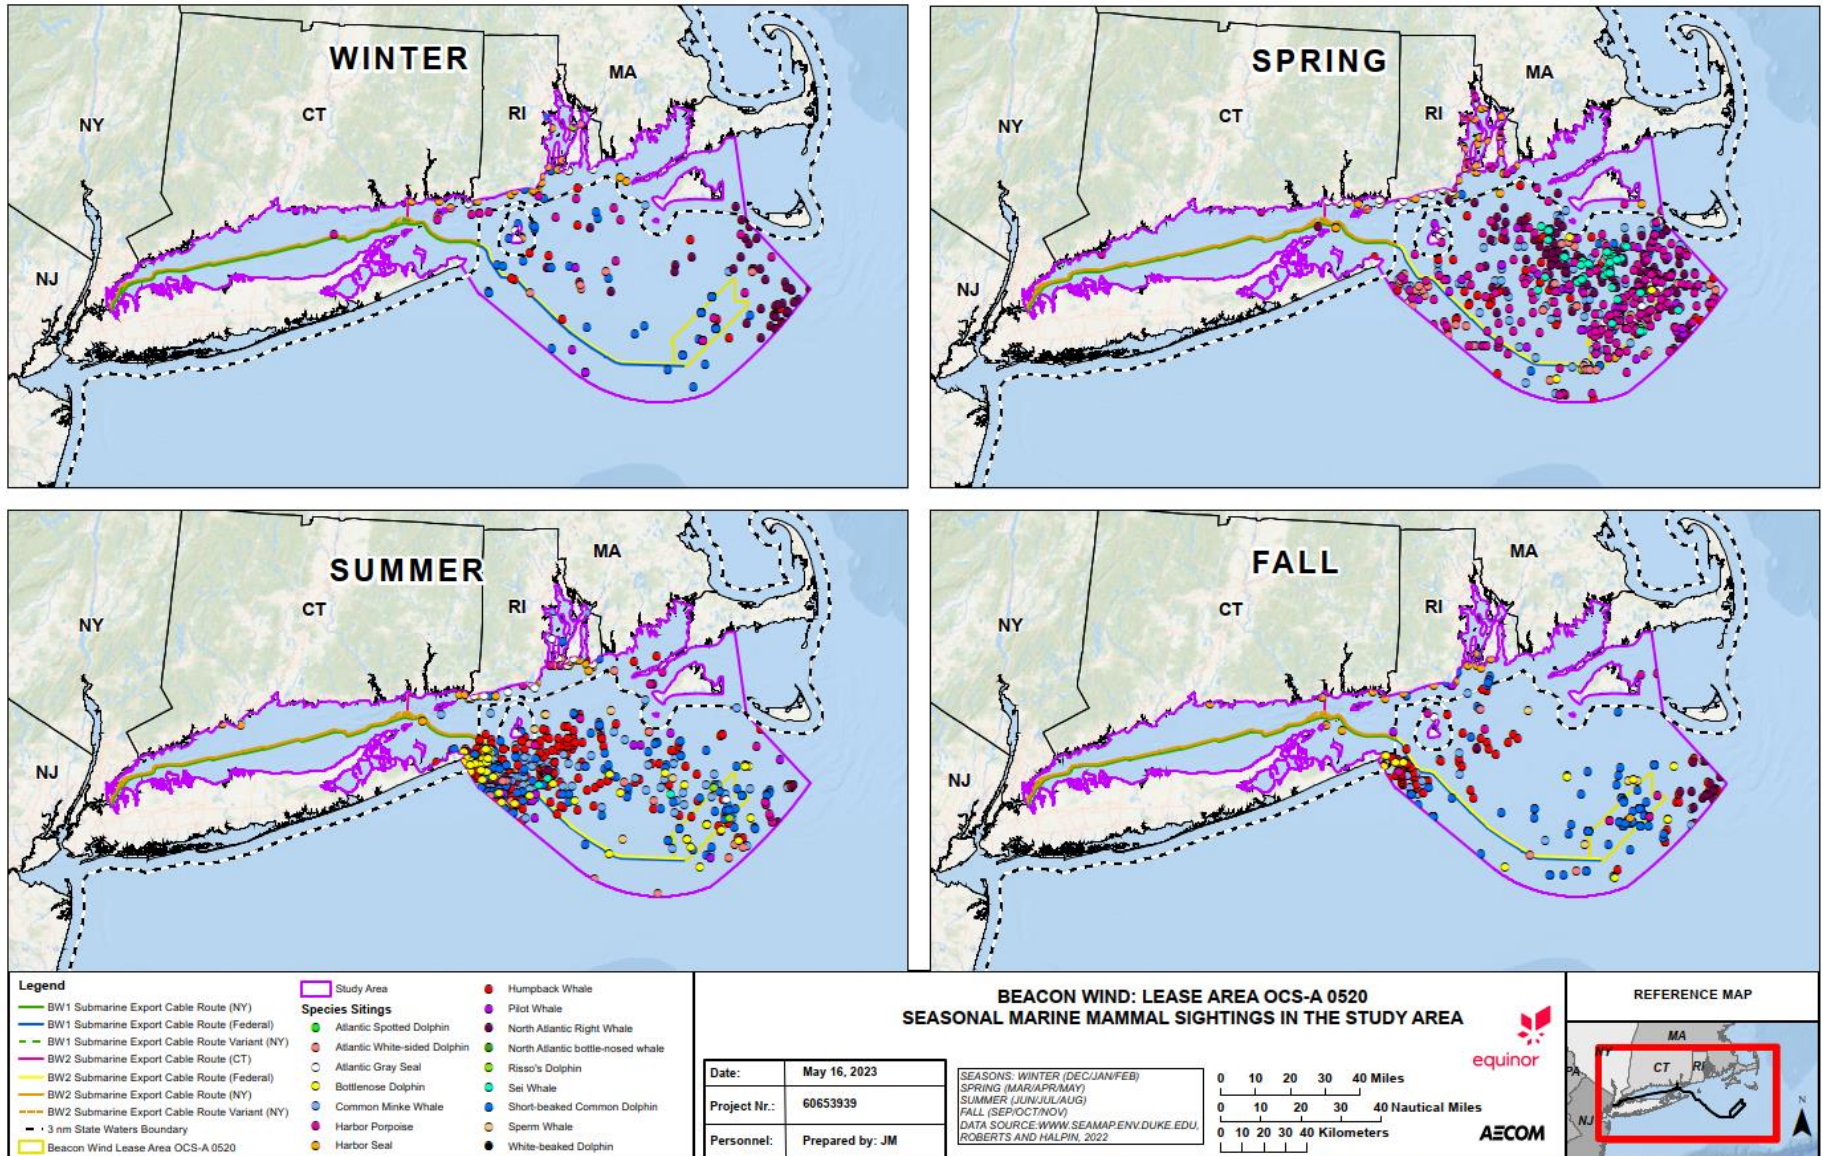 WINTER
NY
CT
RI
MA
NJ
SPRING
NY
CT
RI
MA
NJ
SUMMER
NY
CT
RI
MA
NJ
FALL
NY
CT
RI
MA
NJ
Legend
BW1 Submarine Export Cable Route (NY)
BW1 Submarine Export Cable Route (Federal)
BW1 Submarine Export Cable Route Variant (NY)
BW2 Submarine Export Cable Route (CT)
BW2 Submarine Export Cable Route (Federal)
BW2 Submarine Export Cable Route (NY)
BW2 Submarine Export Cable Route Variant (NY)
3 nm State Waters Boundary
Beacon Wind Lease Area OCS-A 0520
Study Area
Species Sitings
Atlantic Spotted Dolphin
Atlantic White-sided Dolphin
Atlantic Gray Seal
Bottlenose Dolphin
Common Minke Whale
Harbor Porpoise
Harbor Seal
Humpback Whale
Pilot Whale
North Atlantic Right Whale
North Atlantic bottle-nosed whale
Risso's Dolphin
Sei Whale
Short-beaked Common Dolphin
Sperm Whale
White-beaked Dolphin
BEACON WIND: LEASE AREA OCS-A 0520
SEASONAL MARINE MAMMAL SIGHTINGS IN THE STUDY AREA
equinor
Date: May 16, 2023
Project Nr.: 60653939
Personnel: Prepared by: JM
SEASONS: WINTER (DEC/JAN/FEB)
SPRING (MAR/APR/MAY)
SUMMER (JUN/JUL/AUG)
FALL (SEP/OCT/NOV)
DATA SOURCE:WWW.SEAMAP.ENV.DUKE.EDU,
ROBERTS AND HALPIN, 2022
0 10 20 30 40 Miles
0 10 20 30 40 Nautical Miles
0 10 20 30 40 Kilometers
AECOM
REFERENCE MAP
MA
NY
CT
RI
PA
NJ
N